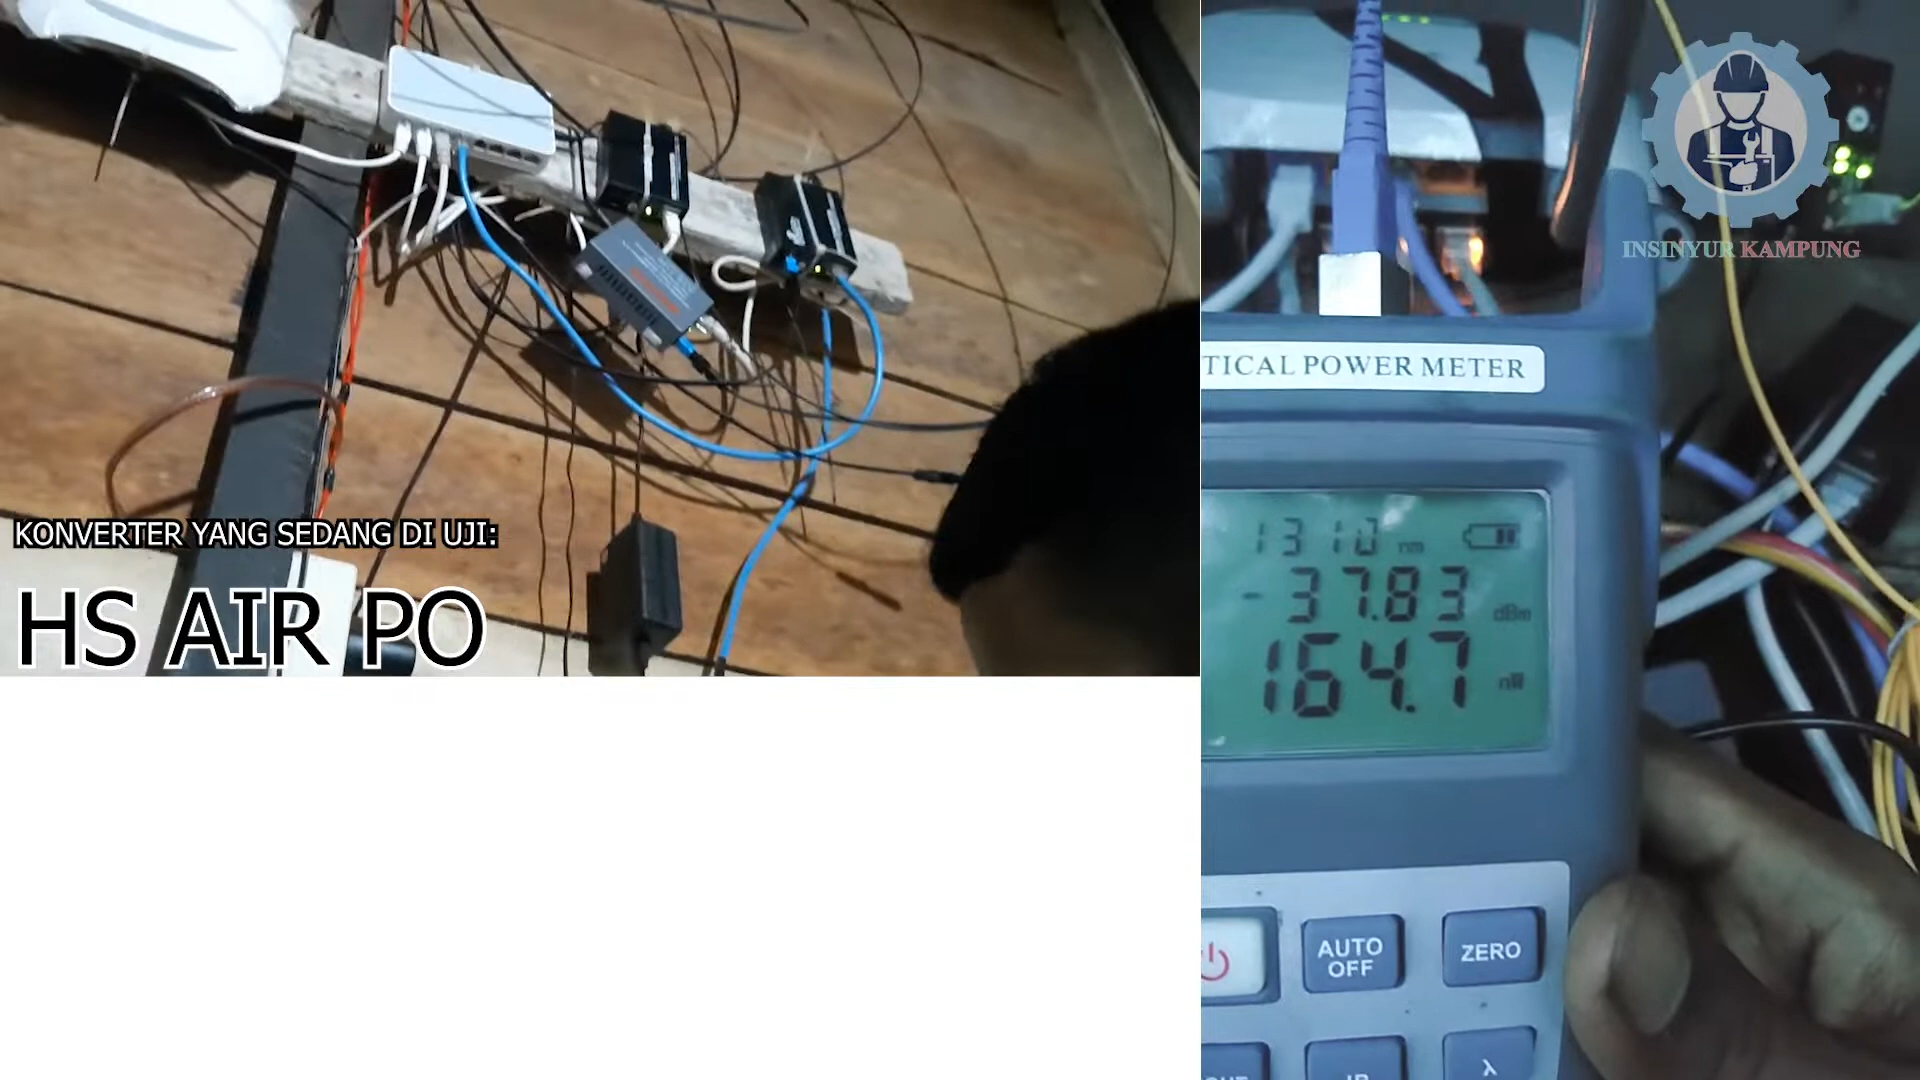 KONVERTER YANG SEDANG DI UJI:
HS AIR PO
INSINYUR KAMPUNG
TICAL POWER METER
1310 nm
-37.83 dBm
164.7 nW
AUTO OFF
ZERO
λ